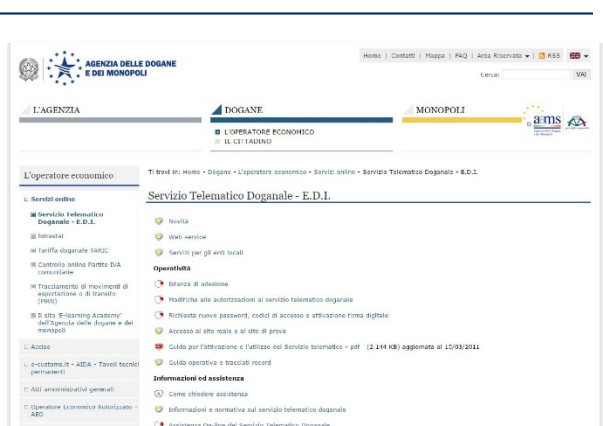 AGENZIA DELLE DOGANE
E DEI MONOPOLI
Home | Contatti | Mappa | FAQ | Area Riservata | RSS
Cerca:
VAI
L'AGENZIA
DOGANE
MONOPOLI
L'OPERATORE ECONOMICO
IL CITTADINO
aams
L'operatore economico
Ti trovi in: Home • Dogane • L'operatore economico • Servizi online • Servizio Telematico Doganale - E.D.I.
Servizi online
Servizio Telematico
Doganale - E.D.I.
Intrastat
Tariffa doganale TARIC
Controllo online Partite IVA
comunitarie
Tracciamento di movimenti di
esportazione o di transito
(MRN)
Il sito 'E-learning Academy'
dell'Agenzia delle dogane e dei
monopoli
Accise
e-customs.it - AIDA - Tavoli tecnici
permanenti
Atti amministrativi generali
Operatore Economico Autorizzato -
AEO
Servizio Telematico Doganale - E.D.I.
Novità
Web service
Servizi per gli enti locali
Operatività
Istanza di adesione
Modifiche alle autorizzazioni al servizio telematico doganale
Richiesta nuove password, codici di accesso e attivazione firma digitale
Accesso al sito reale e al sito di prova
Guida per l'attivazione e l'utilizzo del Servizio telematico - pdf (2.144 KB) aggiornata al 15/03/2011
Guida operativa e tracciati record
Informazioni ed assistenza
Come chiedere assistenza
Informazioni e normativa sul servizio telematico doganale
Assistenza On-line del Servizio Telematico Doganale